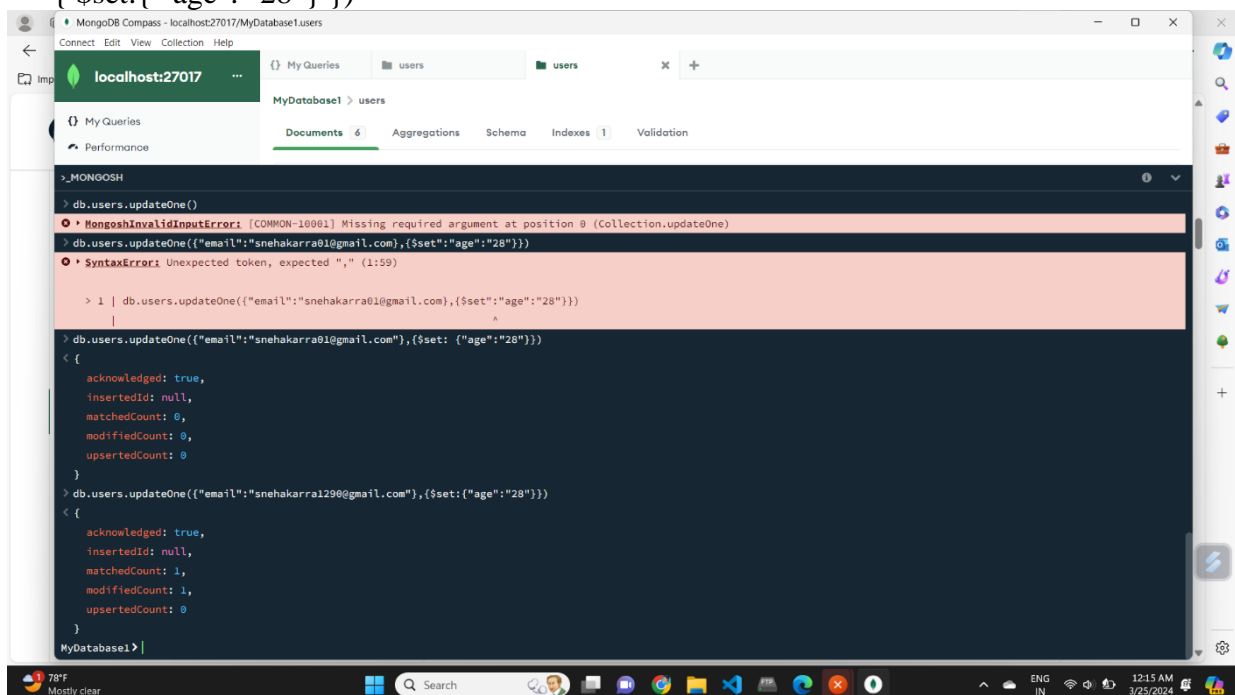 { $set:{ "age": "28" } })
MongoDB Compass - localhost:27017/MyDatabase1.users
Connect Edit View Collection Help
localhost:27017 ...
{} My Queries
users
users
Imp
MyDatabase1 > users
{} My Queries
Performance
Documents 6 Aggregations Schema Indexes 1 Validation
>_MONGOSH
> db.users.updateOne()
MongoshInvalidInputError: [COMMON-10001] Missing required argument at position 0 (Collection.updateOne)
> db.users.updateOne({"email":"snehakarra01@gmail.com},{$set":"age":"28"}})
SyntaxError: Unexpected token, expected "," (1:59)
> 1 | db.users.updateOne({"email":"snehakarra01@gmail.com},{$set":"age":"28"}})
| ^
> db.users.updateOne({"email":"snehakarra01@gmail.com"},{$set: {"age":"28"}})
< {
acknowledged: true,
insertedId: null,
matchedCount: 0,
modifiedCount: 0,
upsertedCount: 0
}
> db.users.updateOne({"email":"snehakarra1290@gmail.com"},{$set:{"age":"28"}})
< {
acknowledged: true,
insertedId: null,
matchedCount: 1,
modifiedCount: 1,
upsertedCount: 0
}
MyDatabase1>
1
78°F
Mostly clear
Search
ENG
IN
12:15 AM
3/25/2024